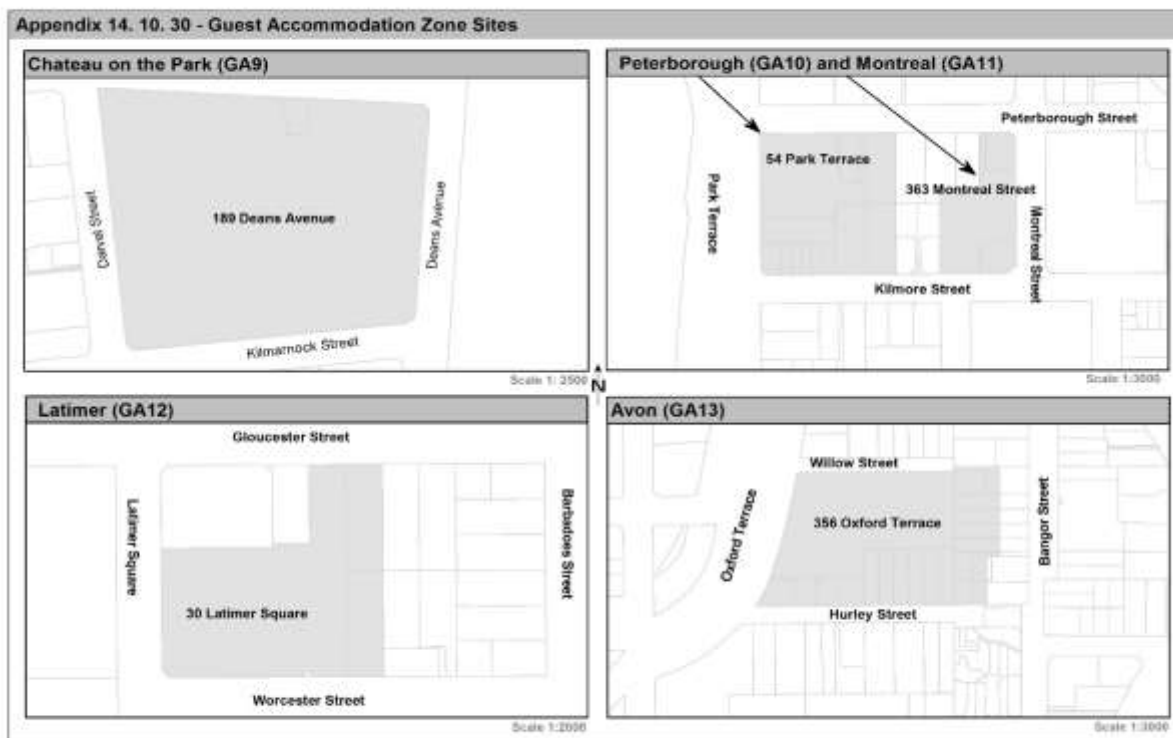 Appendix 14. 10. 30 - Guest Accommodation Zone Sites
Chateau on the Park (GA9)
Darvel Street
189 Deans Avenue
Deans Avenue
Kilmarnock Street
Scale 1: 2500
Peterborough (GA10) and Montreal (GA11)
Peterborough Street
54 Park Terrace
Park Terrace
363 Montreal Street
Montreal Street
Kilmore Street
Scale 1:3000
N
Latimer (GA12)
Gloucester Street
Latimer Square
Barbadoes Street
30 Latimer Square
Worcester Street
Scale 1:2000
Avon (GA13)
Willow Street
Oxford Terrace
356 Oxford Terrace
Bangor Street
Hurley Street
Scale 1:3000